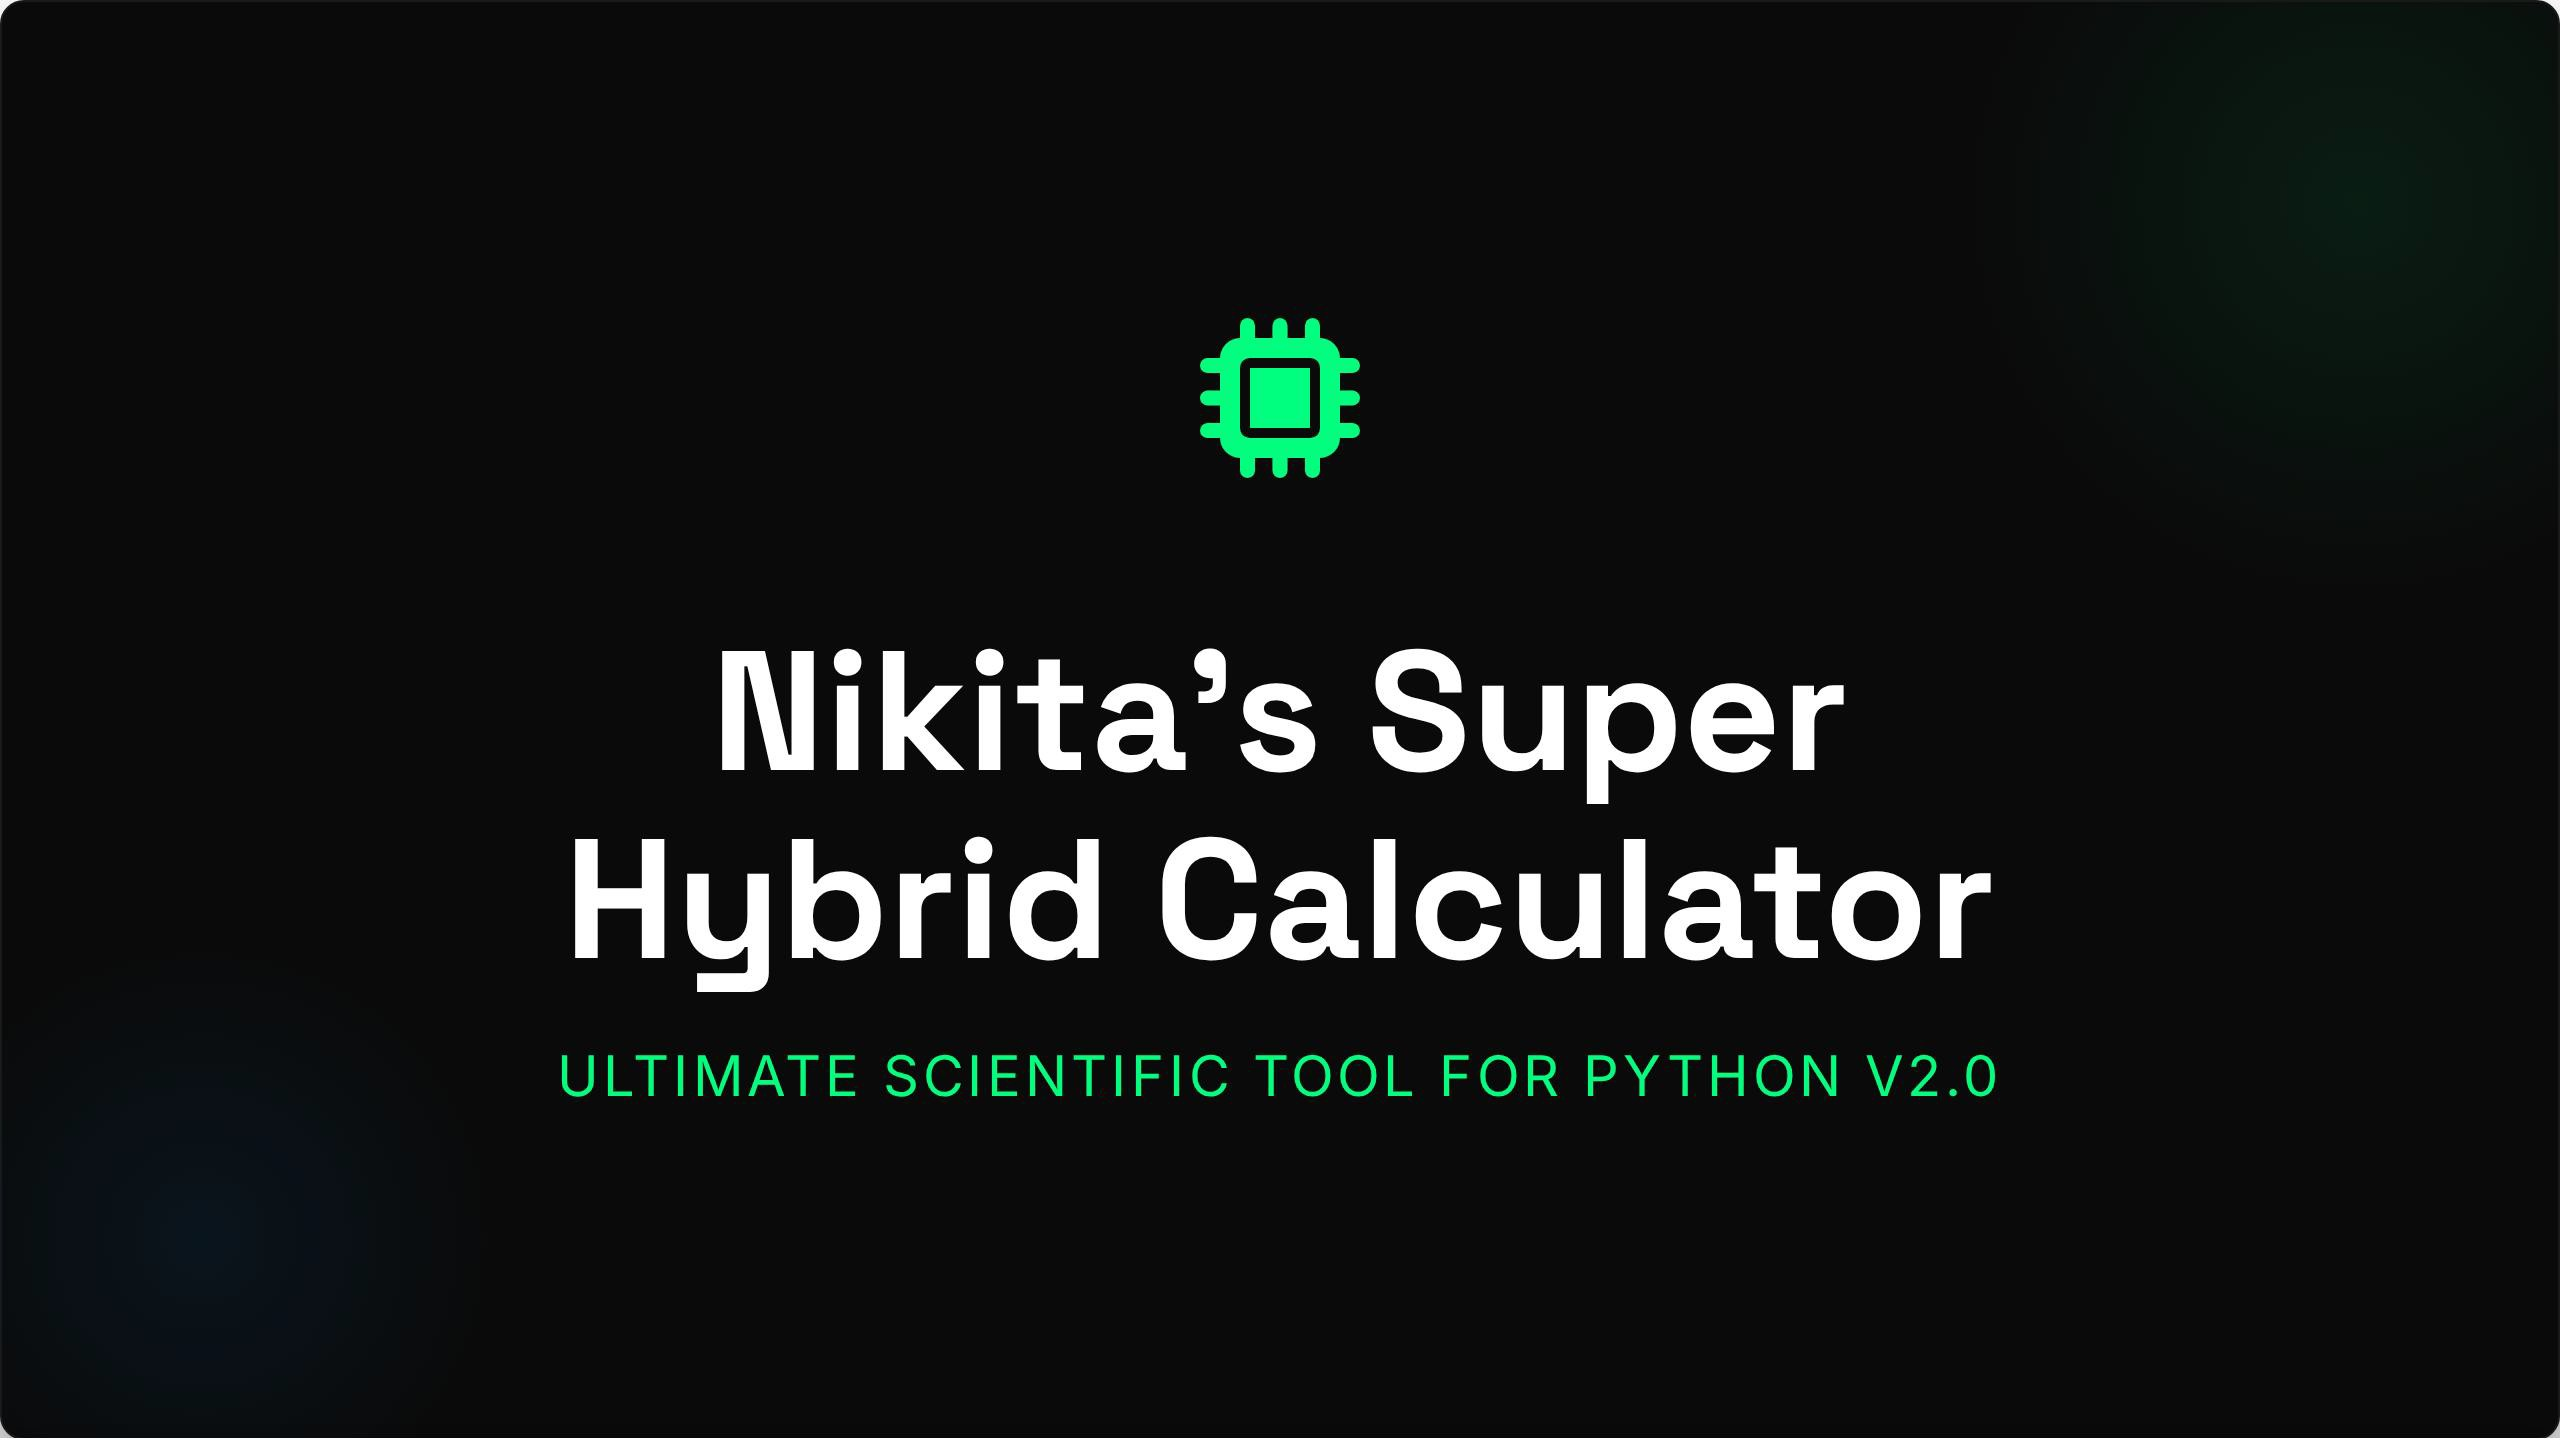 Nikita’s Super
Hybrid Calculator
ULTIMATE SCIENTIFIC TOOL FOR PYTHON V2.0